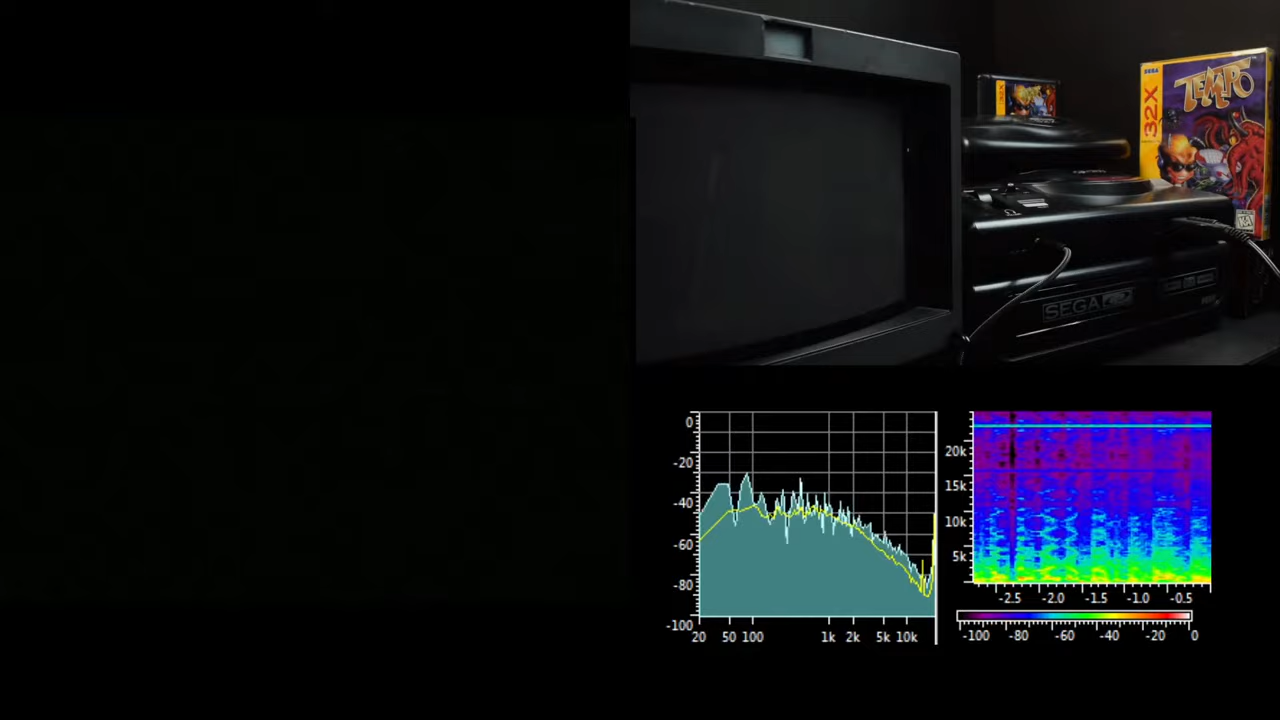 SEGA
TEMPO
32X
32X
K-A
SEGA
0
-20
-40
-60
-80
-100
20 50 100 1k 2k 5k 10k
20k
15k
10k
5k
-2.5 -2.0 -1.5 -1.0 -0.5
-100 -80 -60 -40 -20 0